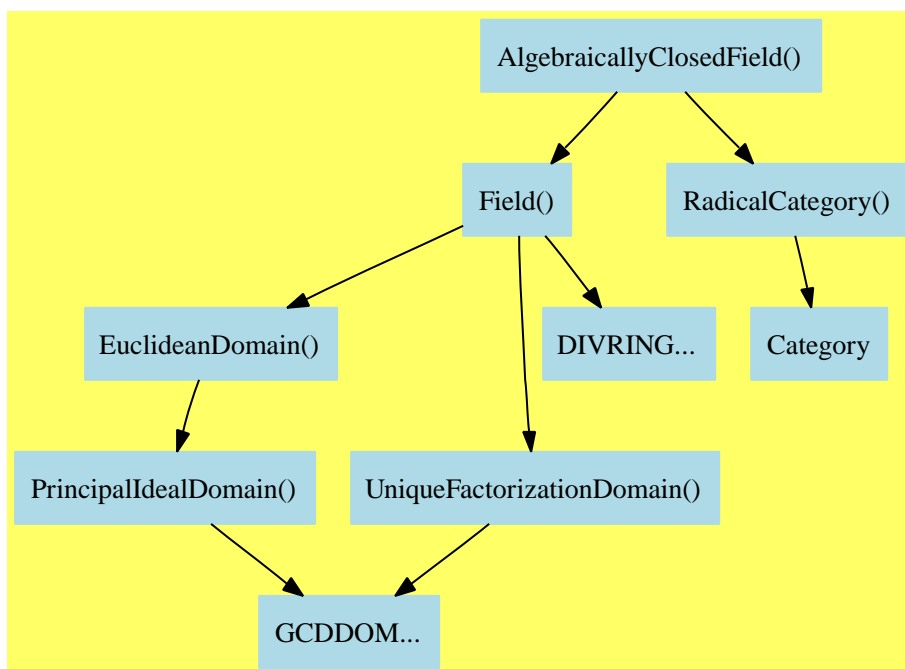 AlgebraicallyClosedField()
Field()
RadicalCategory()
EuclideanDomain()
DIVRING...
Category
PrincipalIdealDomain()
UniqueFactorizationDomain()
GCDDOM...